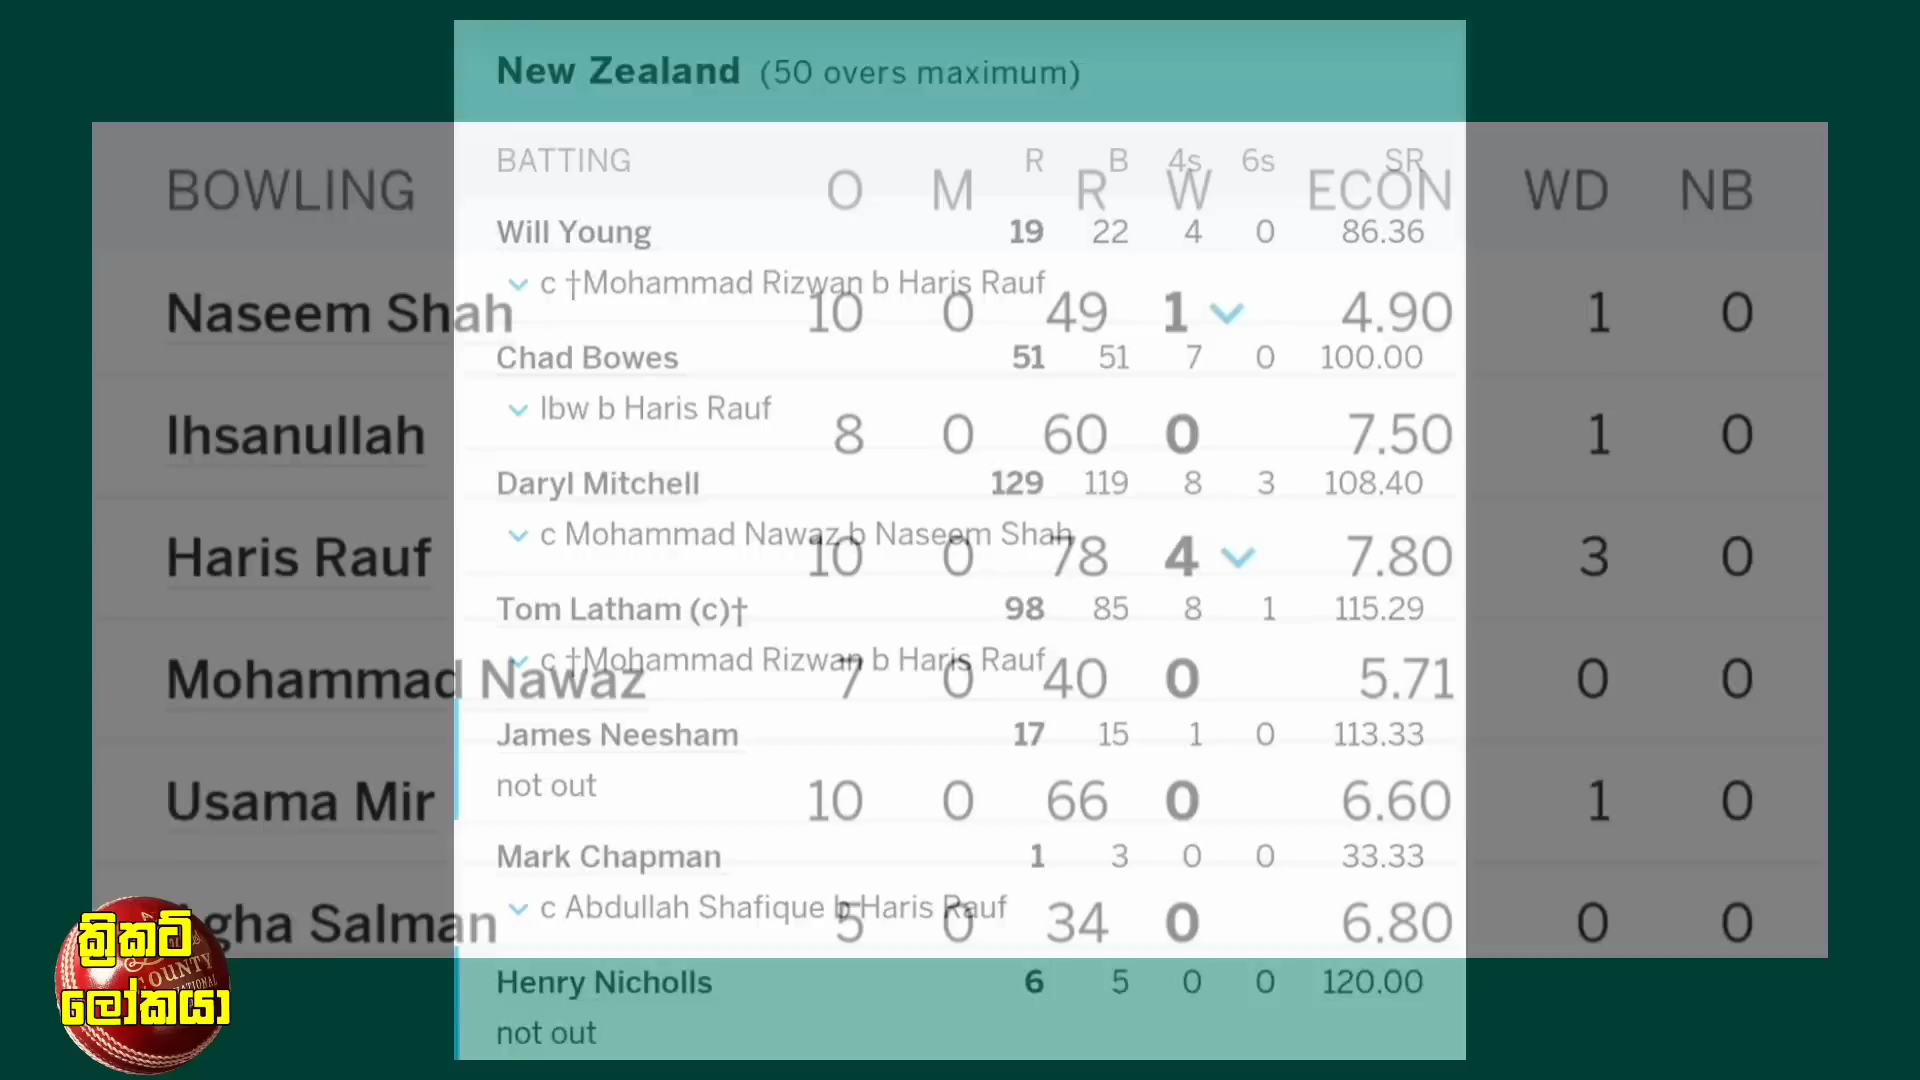 New Zealand (50 overs maximum)
BATTING R B 4s 6s SR
Will Young 19 22 4 0 86.36
c †Mohammad Rizwan b Haris Rauf
Chad Bowes 51 51 7 0 100.00
lbw b Haris Rauf
Daryl Mitchell 129 119 8 3 108.40
c Mohammad Nawaz b Naseem Shah
Tom Latham (c)† 98 85 8 1 115.29
c †Mohammad Rizwan b Haris Rauf
James Neesham 17 15 1 0 113.33
not out
Mark Chapman 1 3 0 0 33.33
c Abdullah Shafique b Haris Rauf
Henry Nicholls 6 5 0 0 120.00
not out
BOWLING O M R W ECON WD NB
Naseem Shah 10 0 49 1 4.90 1 0
Ihsanullah 8 0 60 0 7.50 1 0
Haris Rauf 10 0 78 4 7.80 3 0
Mohammad Nawaz 7 0 40 0 5.71 0 0
Usama Mir 10 0 66 0 6.60 1 0
Agha Salman 5 0 34 0 6.80 0 0
ක්‍රිකට්
COUNTY
ලෝකයා